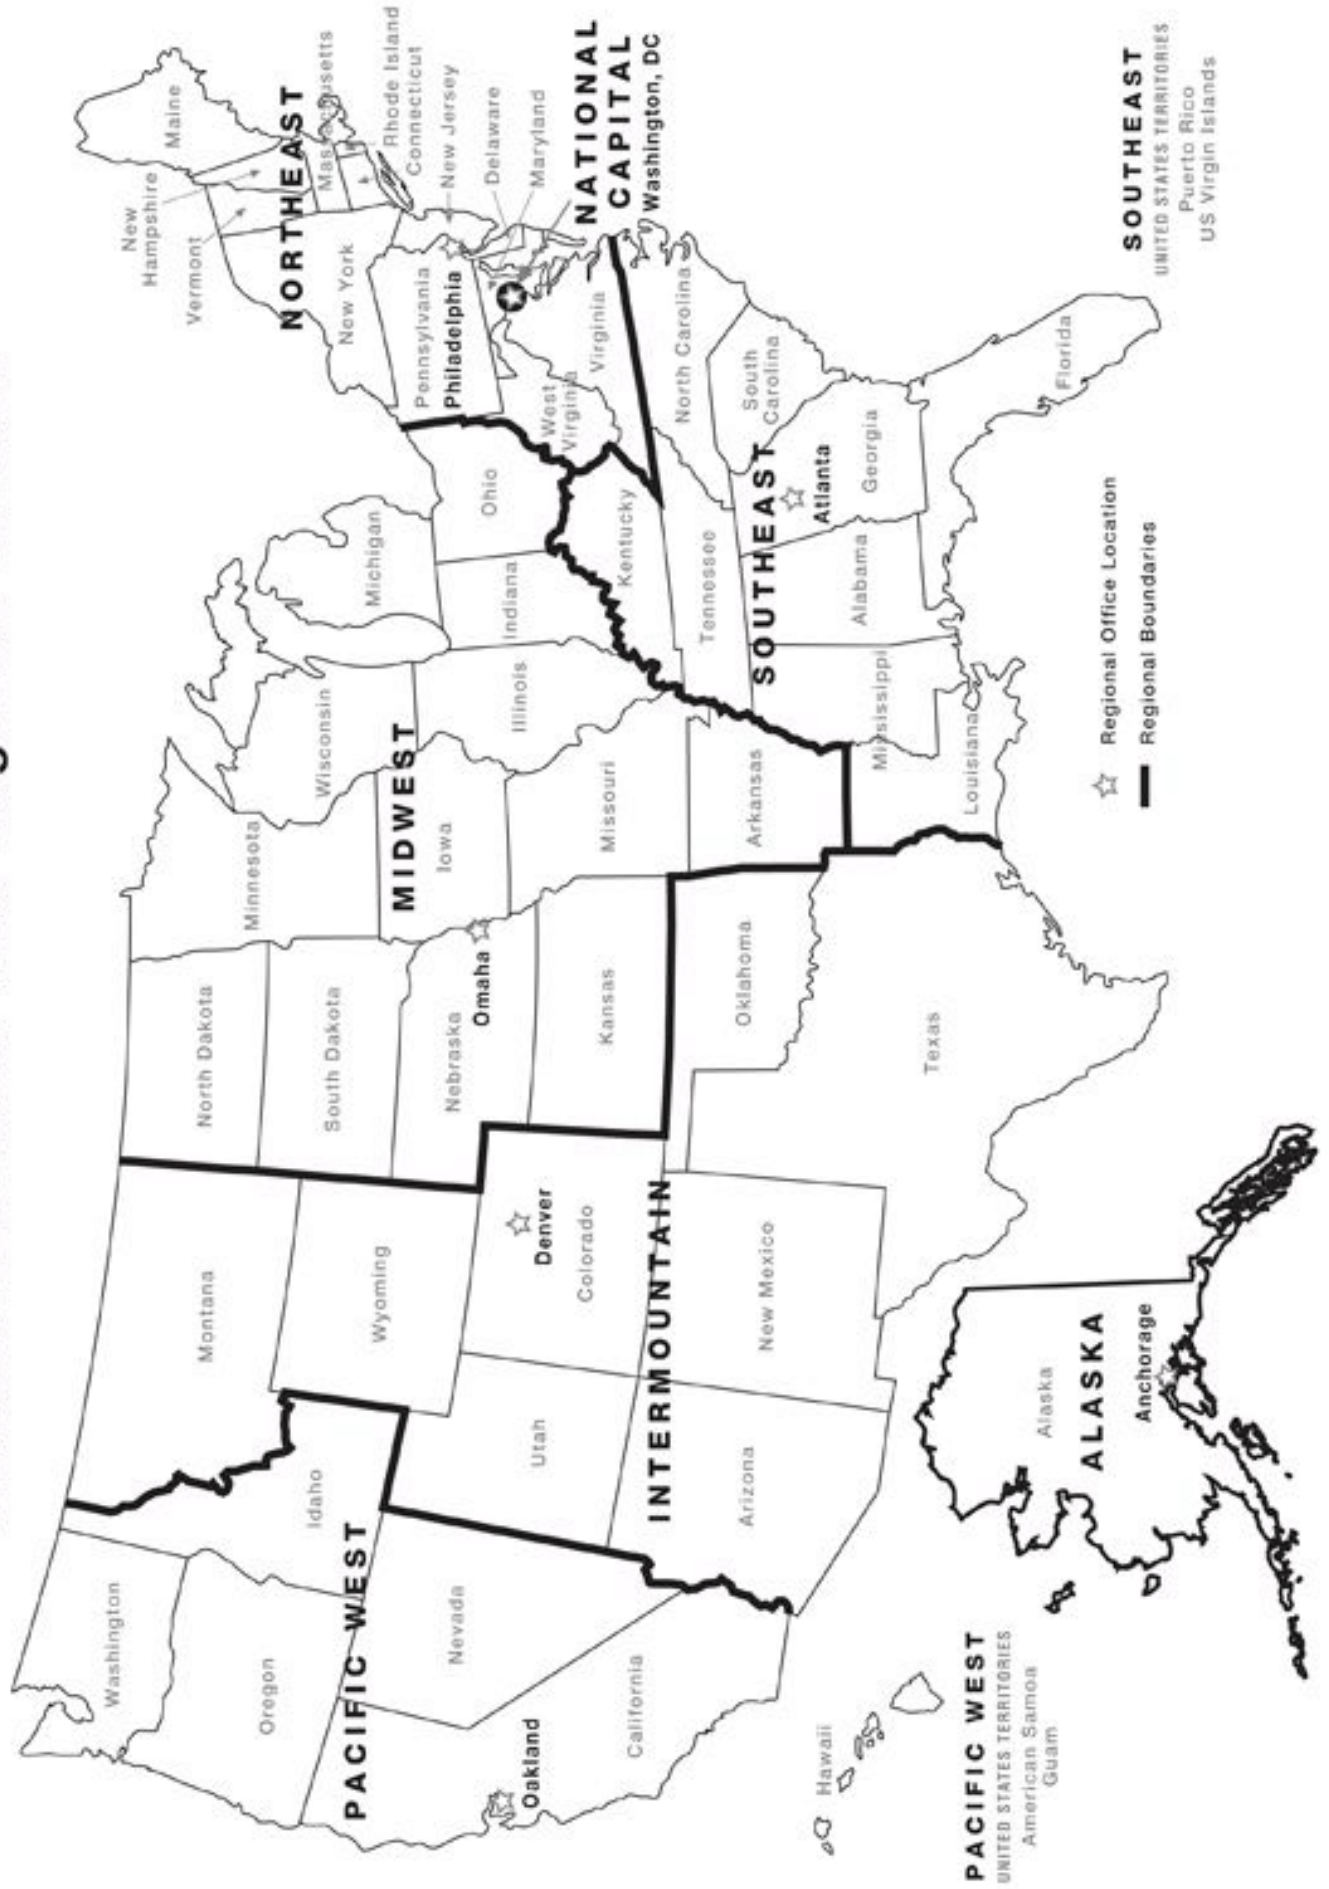 Washington
Oregon
PACIFIC WEST
Idaho
Nevada
California
Oakland
Hawaii
PACIFIC WEST
UNITED STATES TERRITORIES
American Samoa
Guam
Montana
Wyoming
Utah
Denver
Colorado
INTERMOUNTAIN
Arizona
New Mexico
Oklahoma
Texas
Alaska
ALASKA
Anchorage
North Dakota
South Dakota
Nebraska
Omaha
Kansas
Minnesota
Wisconsin
MIDWEST
Iowa
Illinois
Missouri
Arkansas
Michigan
Indiana
Ohio
Kentucky
Tennessee
SOUTHEAST
Mississippi
Louisiana
Alabama
Georgia
Atlanta
South
Carolina
North Carolina
Florida
Maine
New
Hampshire
Vermont
NORTHEAST
Massachusetts
Rhode Island
Connecticut
New York
New Jersey
Pennsylvania
Philadelphia
Delaware
Maryland
West
Virginia
Virginia
NATIONAL
CAPITAL
Washington, DC
Regional Office Location
Regional Boundaries
SOUTHEAST
UNITED STATES TERRITORIES
Puerto Rico
US Virgin Islands